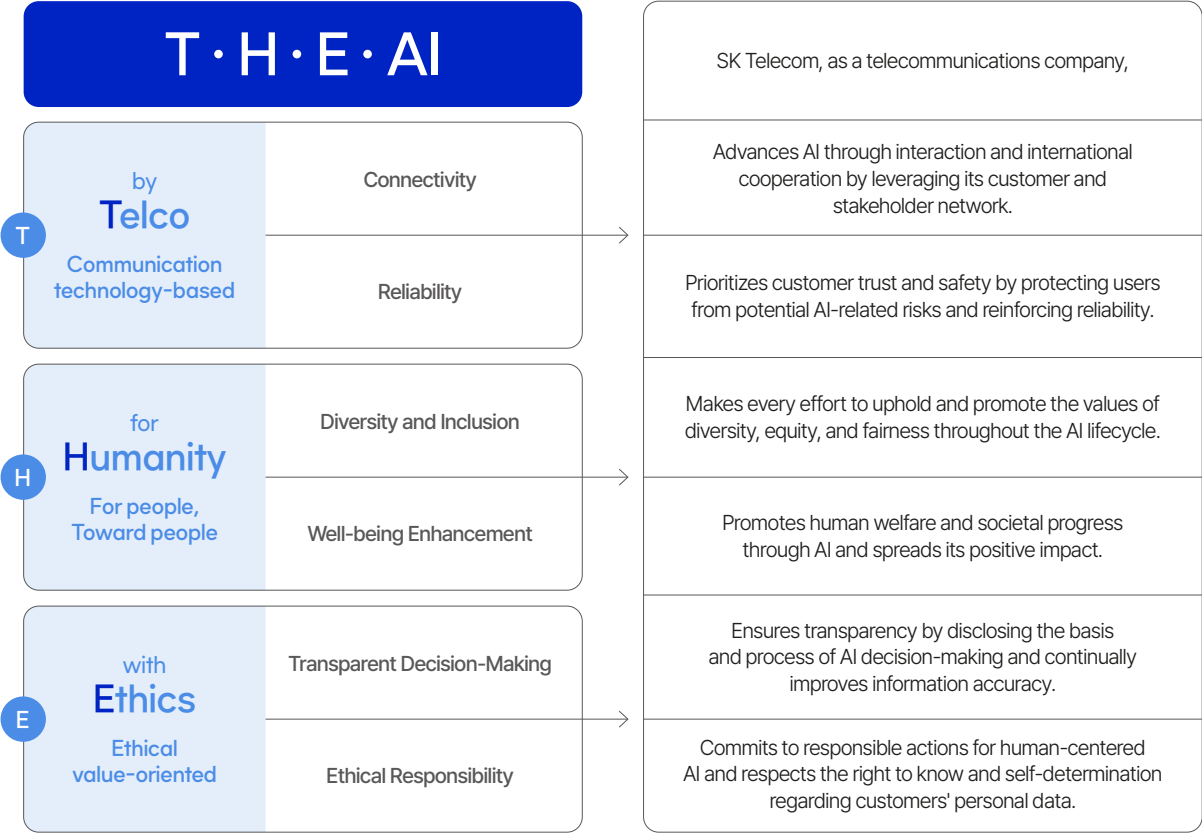 T·H·E·AI
SK Telecom, as a telecommunications company,
T
by
Telco
Communication
technology-based
Connectivity
Advances AI through interaction and international
cooperation by leveraging its customer and
stakeholder network.
Reliability
Prioritizes customer trust and safety by protecting users
from potential AI-related risks and reinforcing reliability.
H
for
Humanity
For people,
Toward people
Diversity and Inclusion
Makes every effort to uphold and promote the values of
diversity, equity, and fairness throughout the AI lifecycle.
Well-being Enhancement
Promotes human welfare and societal progress
through AI and spreads its positive impact.
E
with
Ethics
Ethical
value-oriented
Transparent Decision-Making
Ensures transparency by disclosing the basis
and process of AI decision-making and continually
improves information accuracy.
Ethical Responsibility
Commits to responsible actions for human-centered
AI and respects the right to know and self-determination
regarding customers' personal data.